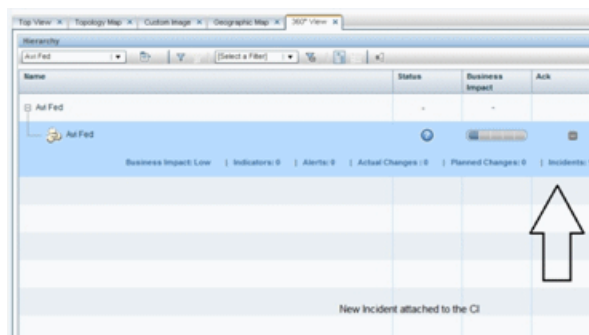 Top View Topology Map Custom Image Geographic Map 360° View
Hierarchy
Avi Fed [Select a Filter]
Name Status Business Impact Ack
Avi Fed - -
Avi Fed
Business Impact: Low | Indicators: 0 | Alerts: 0 | Actual Changes : 0 | Planned Changes: 0 | Incidents:
New Incident attached to the CI